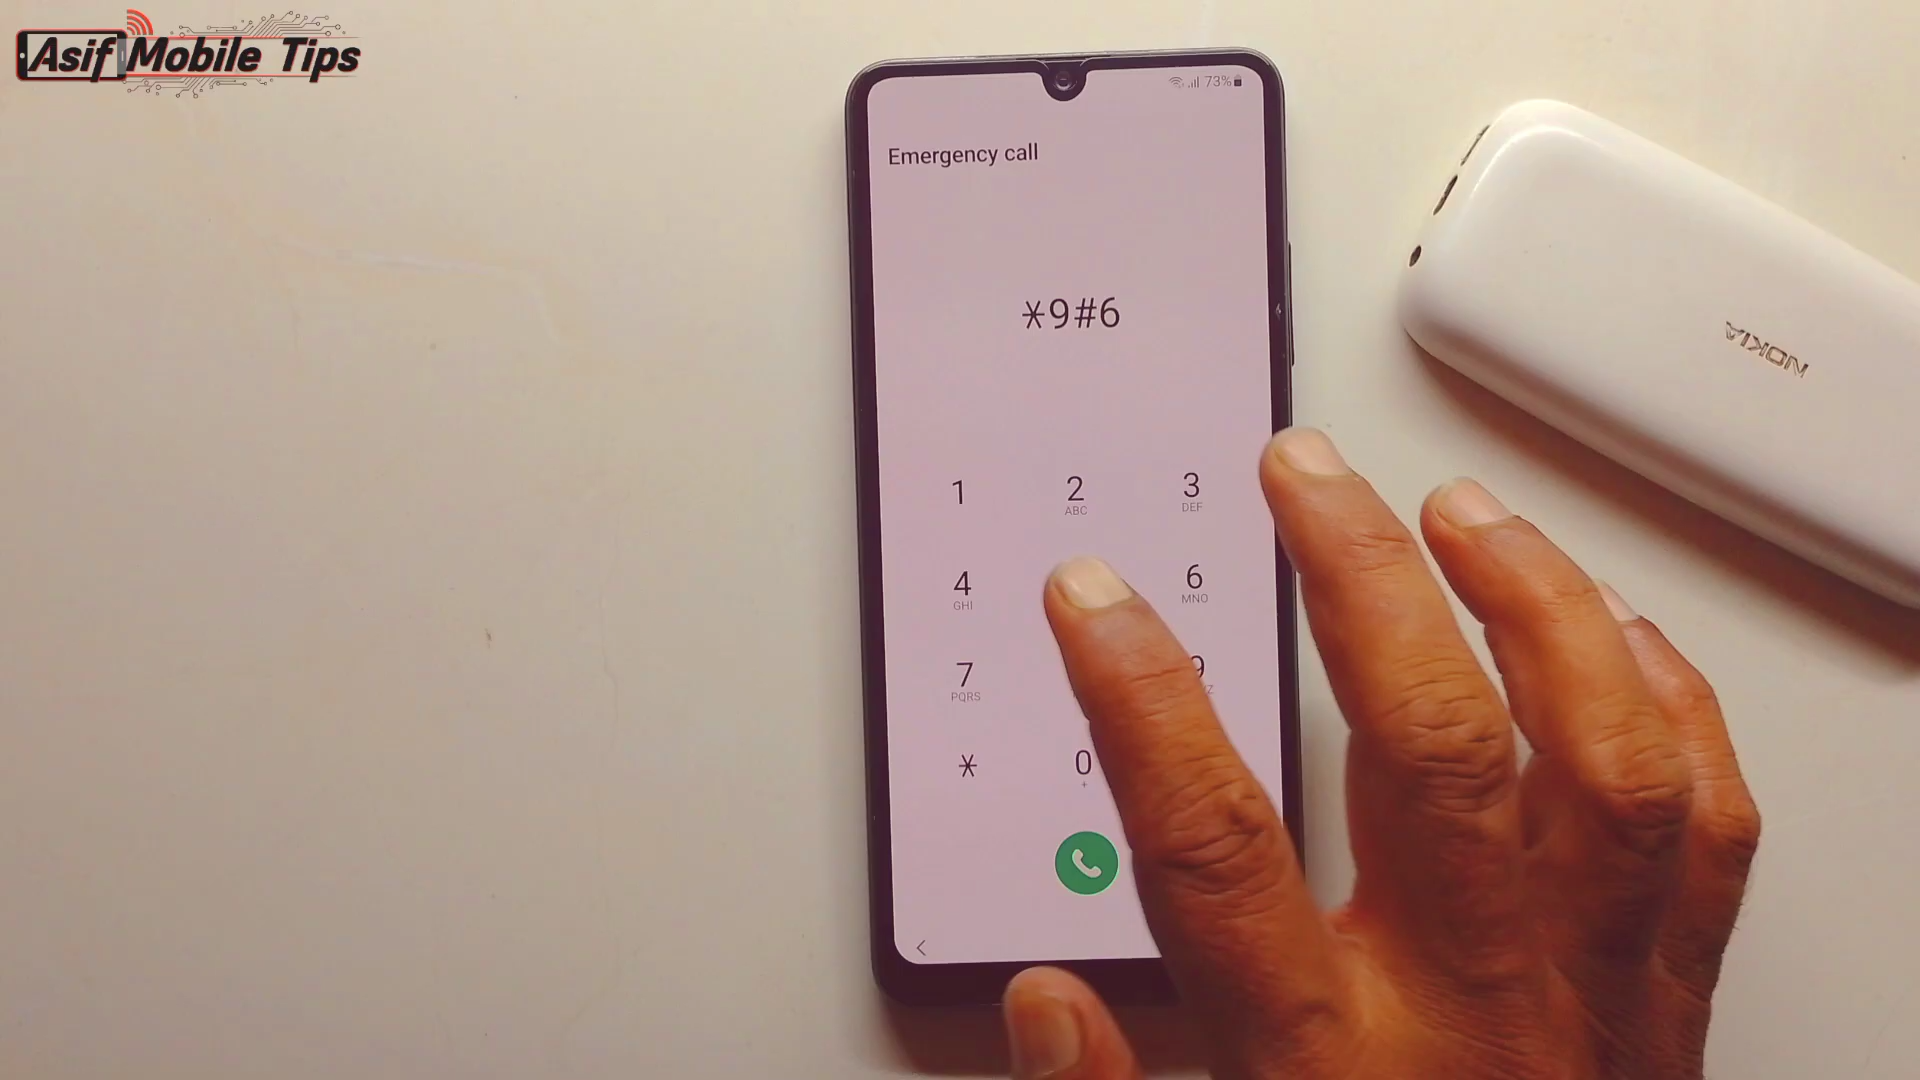 Asif Mobile Tips
73%
Emergency call
*9#6
1 2 3
ABC DEF
4 6
GHI MNO
7 9
PQRS Z
* 0
+
NOKIA